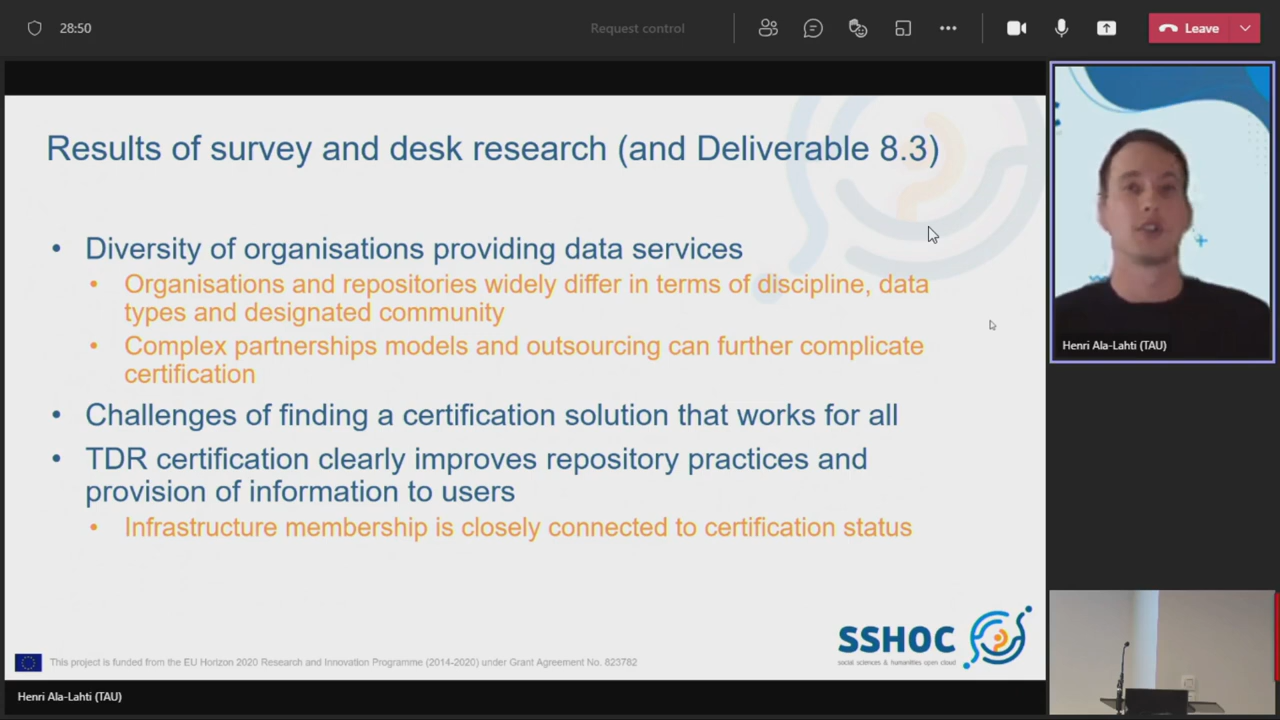 28:50
Request control
Leave
Results of survey and desk research (and Deliverable 8.3)
• Diversity of organisations providing data services
• Organisations and repositories widely differ in terms of discipline, data
types and designated community
• Complex partnerships models and outsourcing can further complicate
certification
• Challenges of finding a certification solution that works for all
• TDR certification clearly improves repository practices and
provision of information to users
• Infrastructure membership is closely connected to certification status
SSHOC
social sciences & humanities open cloud
This project is funded from the EU Horizon 2020 Research and Innovation Programme (2014-2020) under Grant Agreement No. 823782
Henri Ala-Lahti (TAU)
Henri Ala-Lahti (TAU)